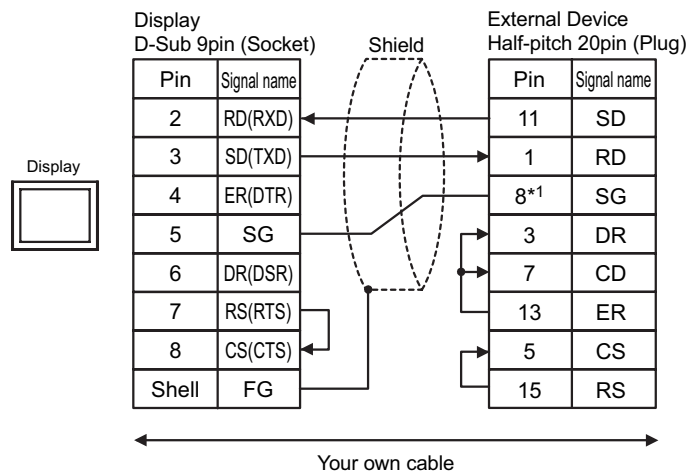 Display
D-Sub 9pin (Socket)
Shield
External Device
Half-pitch 20pin (Plug)
Pin Signal name
Pin Signal name
2 RD(RXD)
11 SD
3 SD(TXD)
1 RD
Display
4 ER(DTR)
8*1 SG
5 SG
3 DR
6 DR(DSR)
7 CD
7 RS(RTS)
13 ER
8 CS(CTS)
5 CS
Shell FG
15 RS
Your own cable